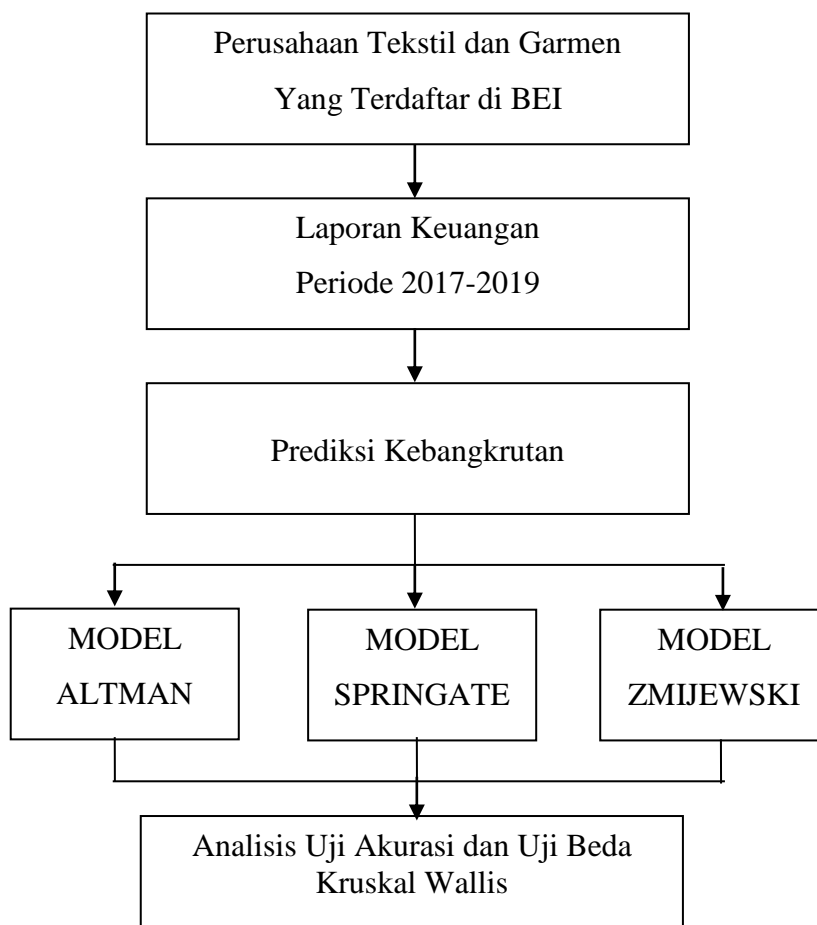 Perusahaan Tekstil dan Garmen
Yang Terdaftar di BEI
Laporan Keuangan
Periode 2017-2019
Prediksi Kebangkrutan
MODEL
ALTMAN
MODEL
SPRINGATE
MODEL
ZMIJEWSKI
Analisis Uji Akurasi dan Uji Beda
Kruskal Wallis